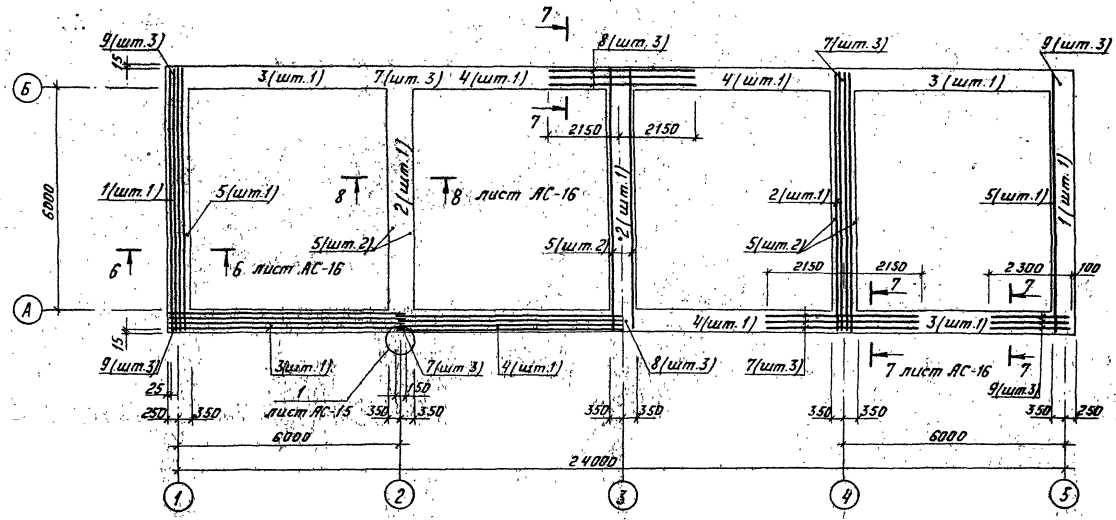 7
9(шт.3)
8(шт.3)
7(шт.3)
9(шт.3)
15
Б
3(шт.1)
7(шт.3)
4(шт.1)
4(шт.1)
3(шт.1)
7
2150
2150
6000
1(шт.1)
5(шт.1)
8
2(шт.1)
8 лист АС-16
2(шт.1)
2(шт.1)
5(шт.1)
1(шт.1)
5(шт.2)
5(шт.2)
5(шт.2)
6
6 лист АС-16
2150
2150
2300
100
7
7
А
4(шт.1)
3(шт.1)
15
9(шт.3)
3(шт.1)
7(шт.3)
4(шт.1)
8(шт.3)
7(шт.3)
7 лист АС-16
7
9(шт.3)
25
1
лист АС-15
150
250
350
350
350
350
350
350
350
350
250
6000
6000
24000
1
2
3
4
5